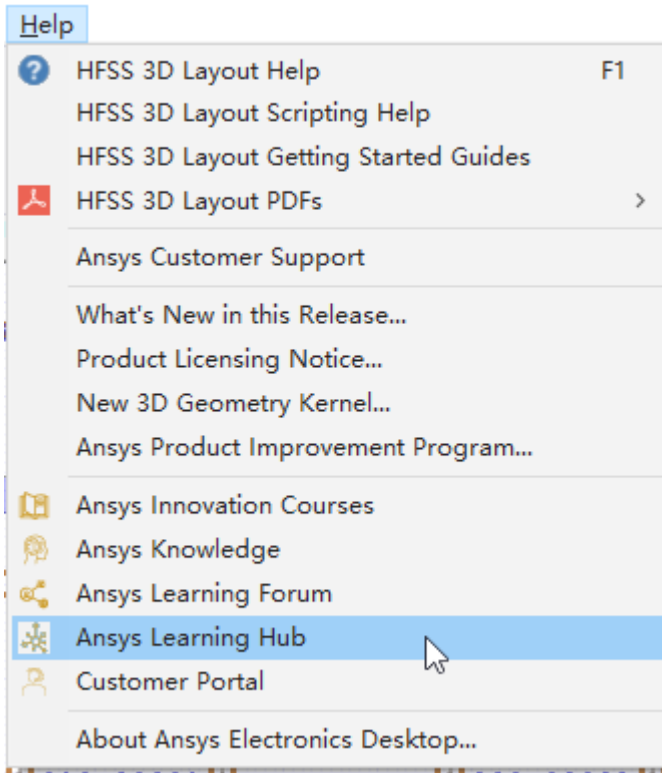 Help
HFSS 3D Layout Help F1
HFSS 3D Layout Scripting Help
HFSS 3D Layout Getting Started Guides
HFSS 3D Layout PDFs
Ansys Customer Support
What's New in this Release...
Product Licensing Notice...
New 3D Geometry Kernel...
Ansys Product Improvement Program...
Ansys Innovation Courses
Ansys Knowledge
Ansys Learning Forum
Ansys Learning Hub
Customer Portal
About Ansys Electronics Desktop...